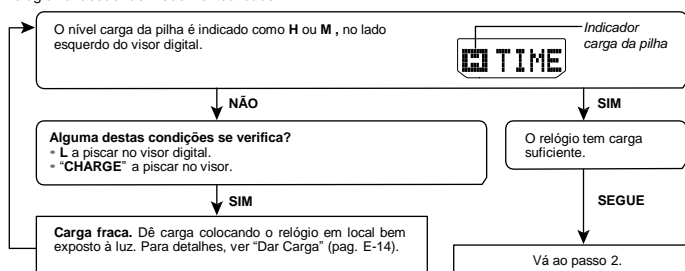 O nível carga da pilha é indicado como H ou M , no lado
esquerdo do visor digital.
Indicador
carga da pilha
TIME
NÃO
SIM
Alguma destas condições se verifica?
• L a piscar no visor digital.
• “CHARGE” a piscar no visor.
O relógio tem carga
suficiente.
SIM
SEGUE
Carga fraca. Dê carga colocando o relógio em local bem
exposto à luz. Para detalhes, ver “Dar Carga” (pag. E-14).
Vá ao passo 2.